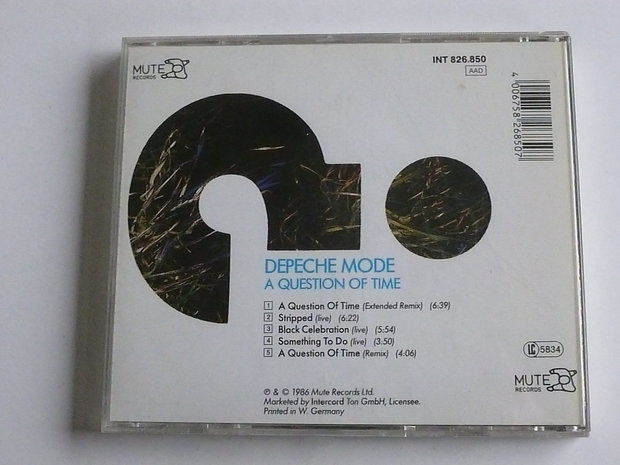 MUTE
RECORDS
INT 826.850
AAD
4 006758 268507
DEPECHE MODE
A QUESTION OF TIME
1 A Question Of Time (Extended Remix) (6:39)
2 Stripped (live) (6:22)
3 Black Celebration (live) (5:54)
4 Something To Do (live) (3:50)
5 A Question Of Time (Remix) (4:06)
LC 5834
MUTE
RECORDS
℗ & © 1986 Mute Records Ltd.
Marketed by Intercord Ton GmbH, Licensee.
Printed in W. Germany